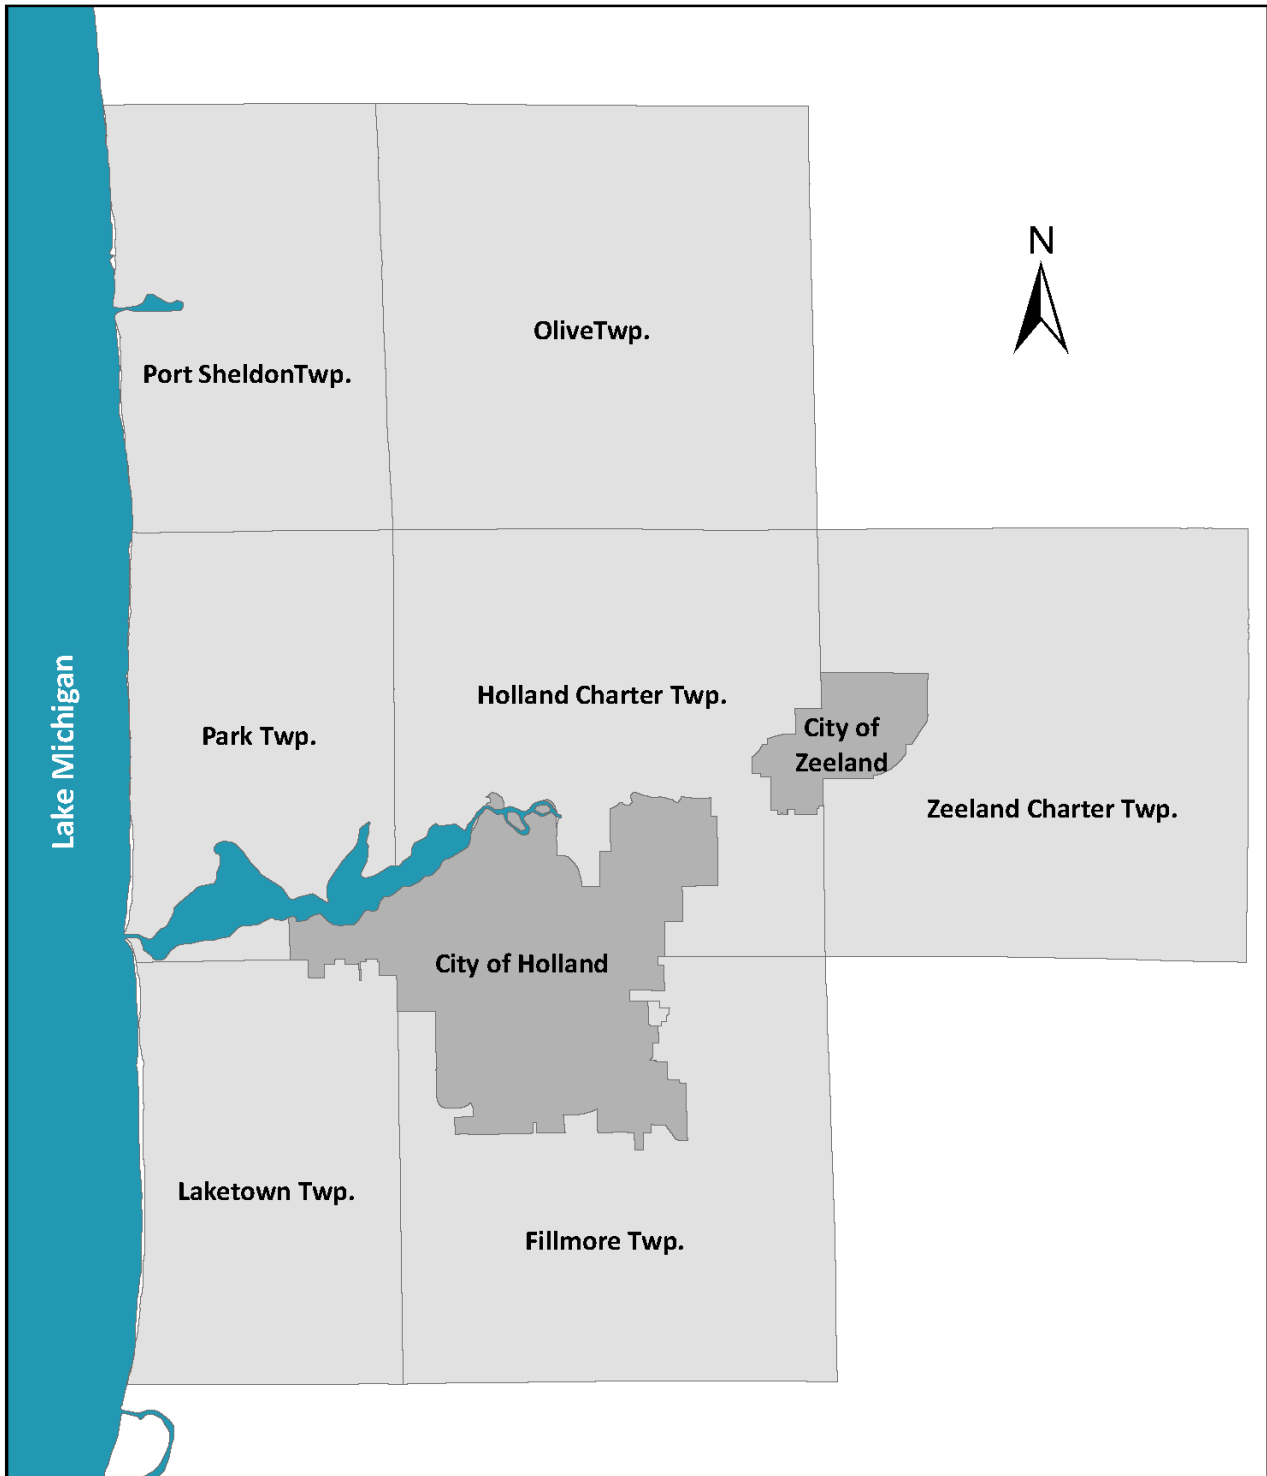 N
OliveTwp.
Port SheldonTwp.
Lake Michigan
Holland Charter Twp.
Park Twp.
City of
Zeeland
Zeeland Charter Twp.
City of Holland
Laketown Twp.
Fillmore Twp.